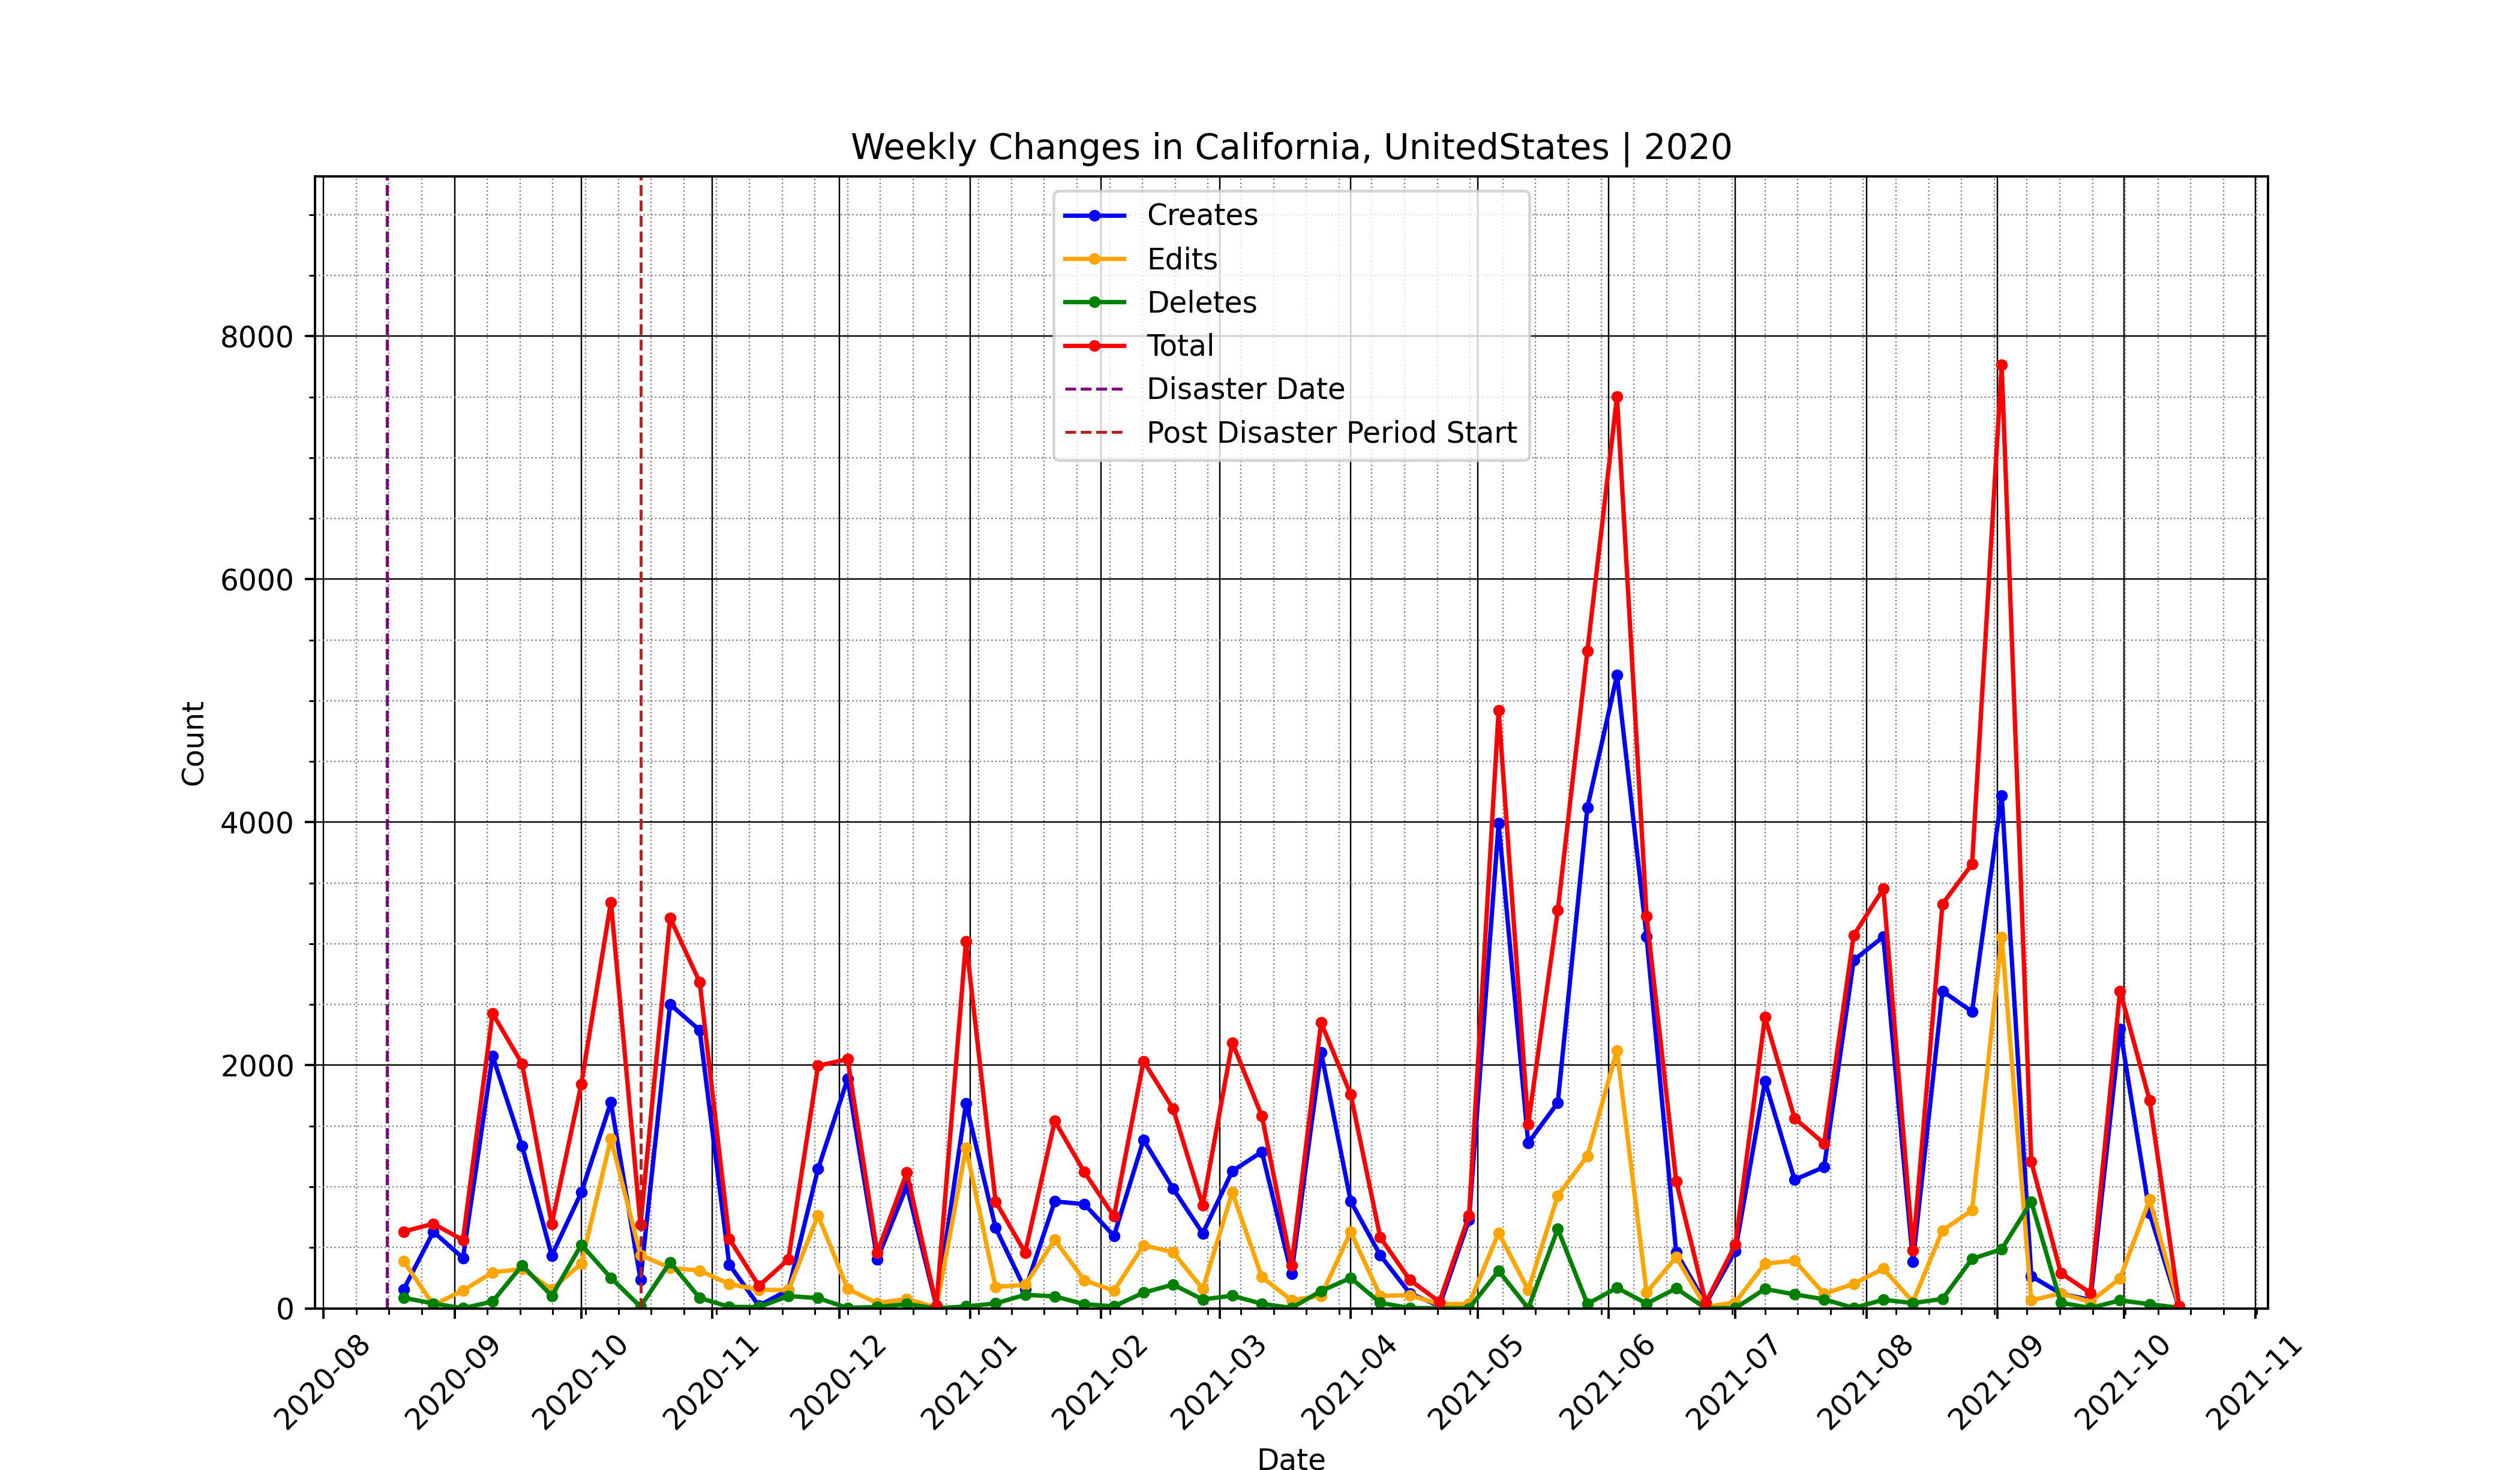 Weekly Changes in California, UnitedStates | 2020
Creates
Edits
Deletes
Total
Disaster Date
Post Disaster Period Start
Count
8000
6000
4000
2000
0
2020-08
2020-09
2020-10
2020-11
2020-12
2021-01
2021-02
2021-03
2021-04
2021-05
2021-06
2021-07
2021-08
2021-09
2021-10
2021-11
Date